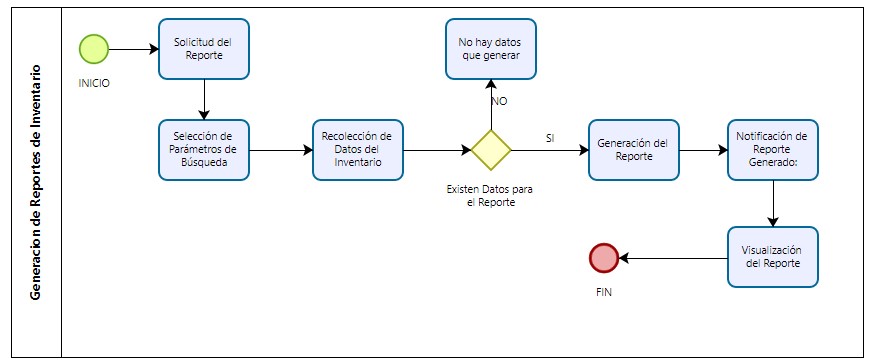 Generacion de Reportes de Inventario
INICIO
Solicitud del
Reporte
Selección de
Parámetros de
Búsqueda
Recolección de
Datos del
Inventario
No hay datos
que generar
NO
Existen Datos para
el Reporte
SI
Generación del
Reporte
Notificación de
Reporte
Generado:
Visualización
del Reporte
FIN